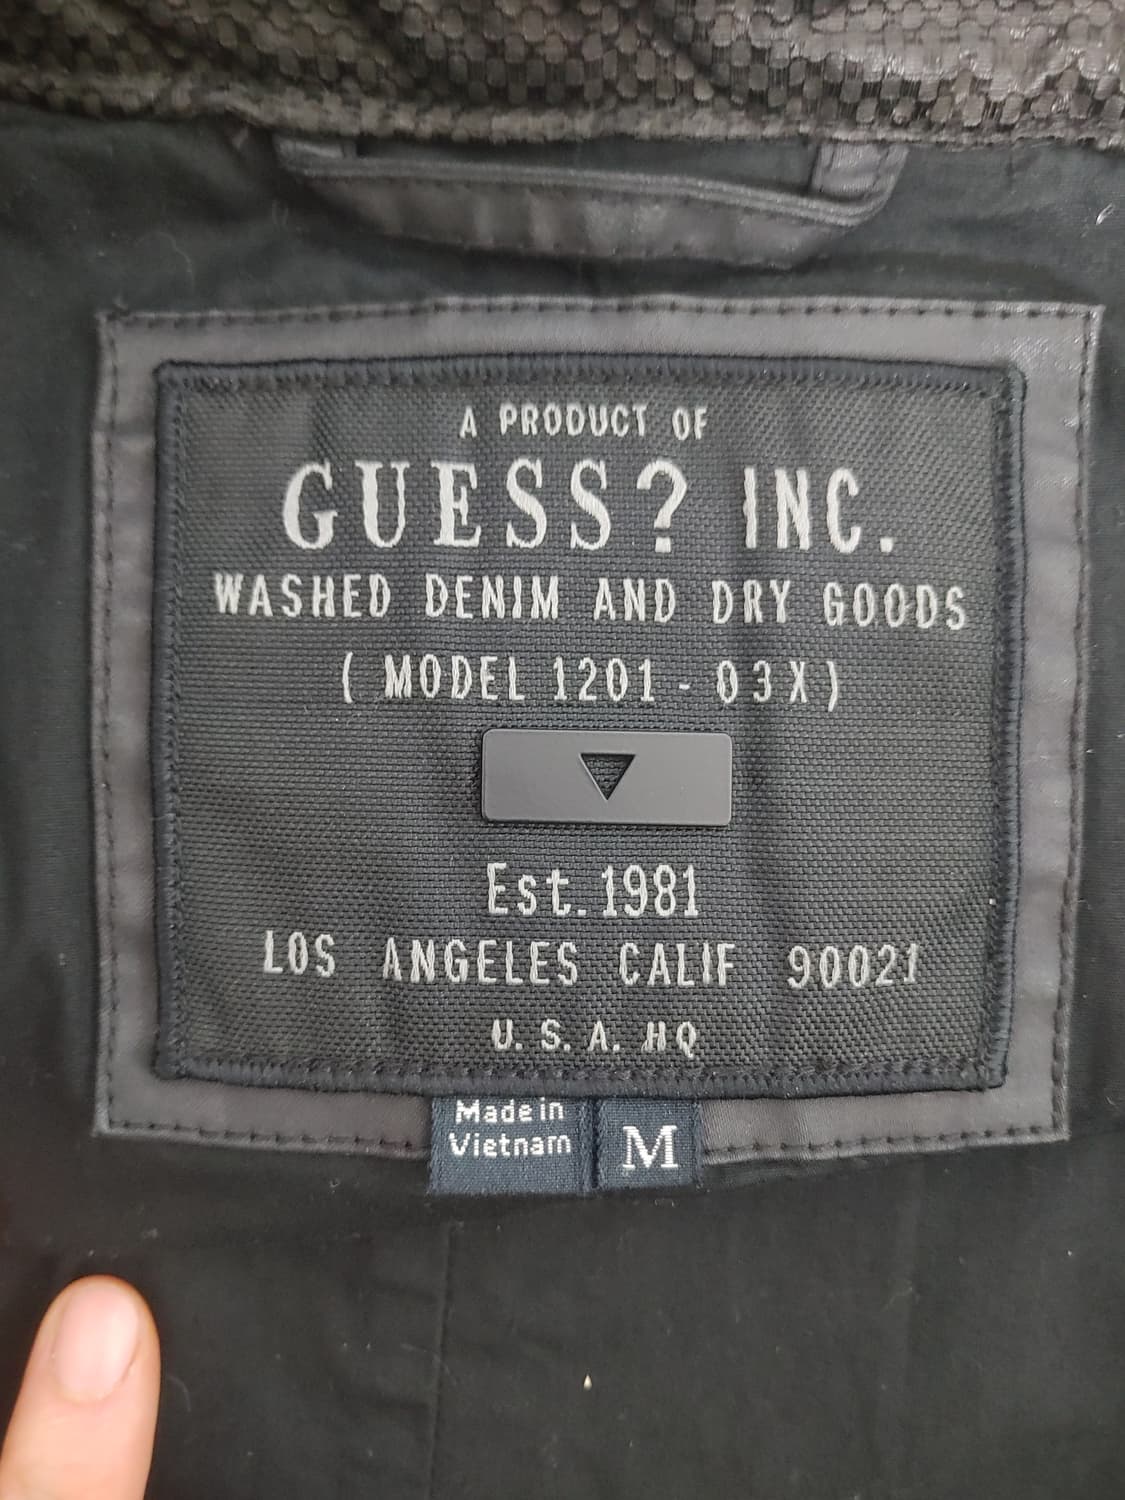 A PRODUCT OF
GUESS? INC.
WASHED DENIM AND DRY GOODS
( MODEL 1201 - 03X )
Est. 1981
LOS ANGELES CALIF 90021
U. S. A. HQ
Made in
Vietnam
M